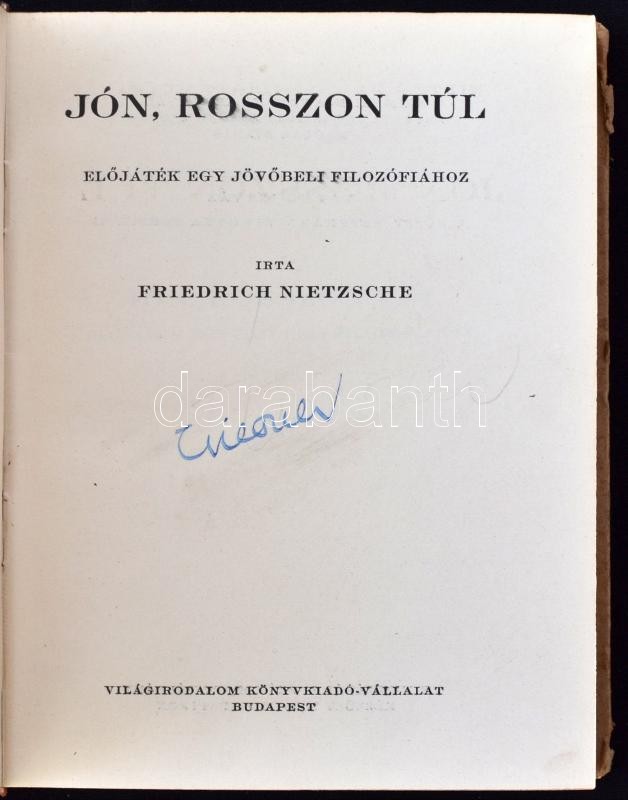 JÓN, ROSSZON TÚL
ELŐJÁTÉK EGY JÖVŐBELI FILOZÓFIÁHOZ
IRTA
FRIEDRICH NIETZSCHE
darabanth
VILÁGIRODALOM KÖNYVKIADÓ-VÁLLALAT
BUDAPEST